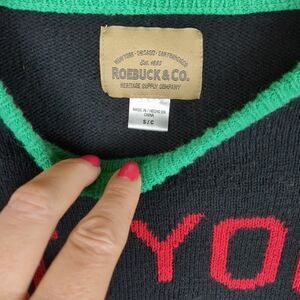 NEW YORK · CHICAGO · SAN FRANCISCO
Est. 1893
ROEBUCK & CO.
HERITAGE SUPPLY COMPANY
MADE IN / HECHO EN
CHINA
S/C
YO